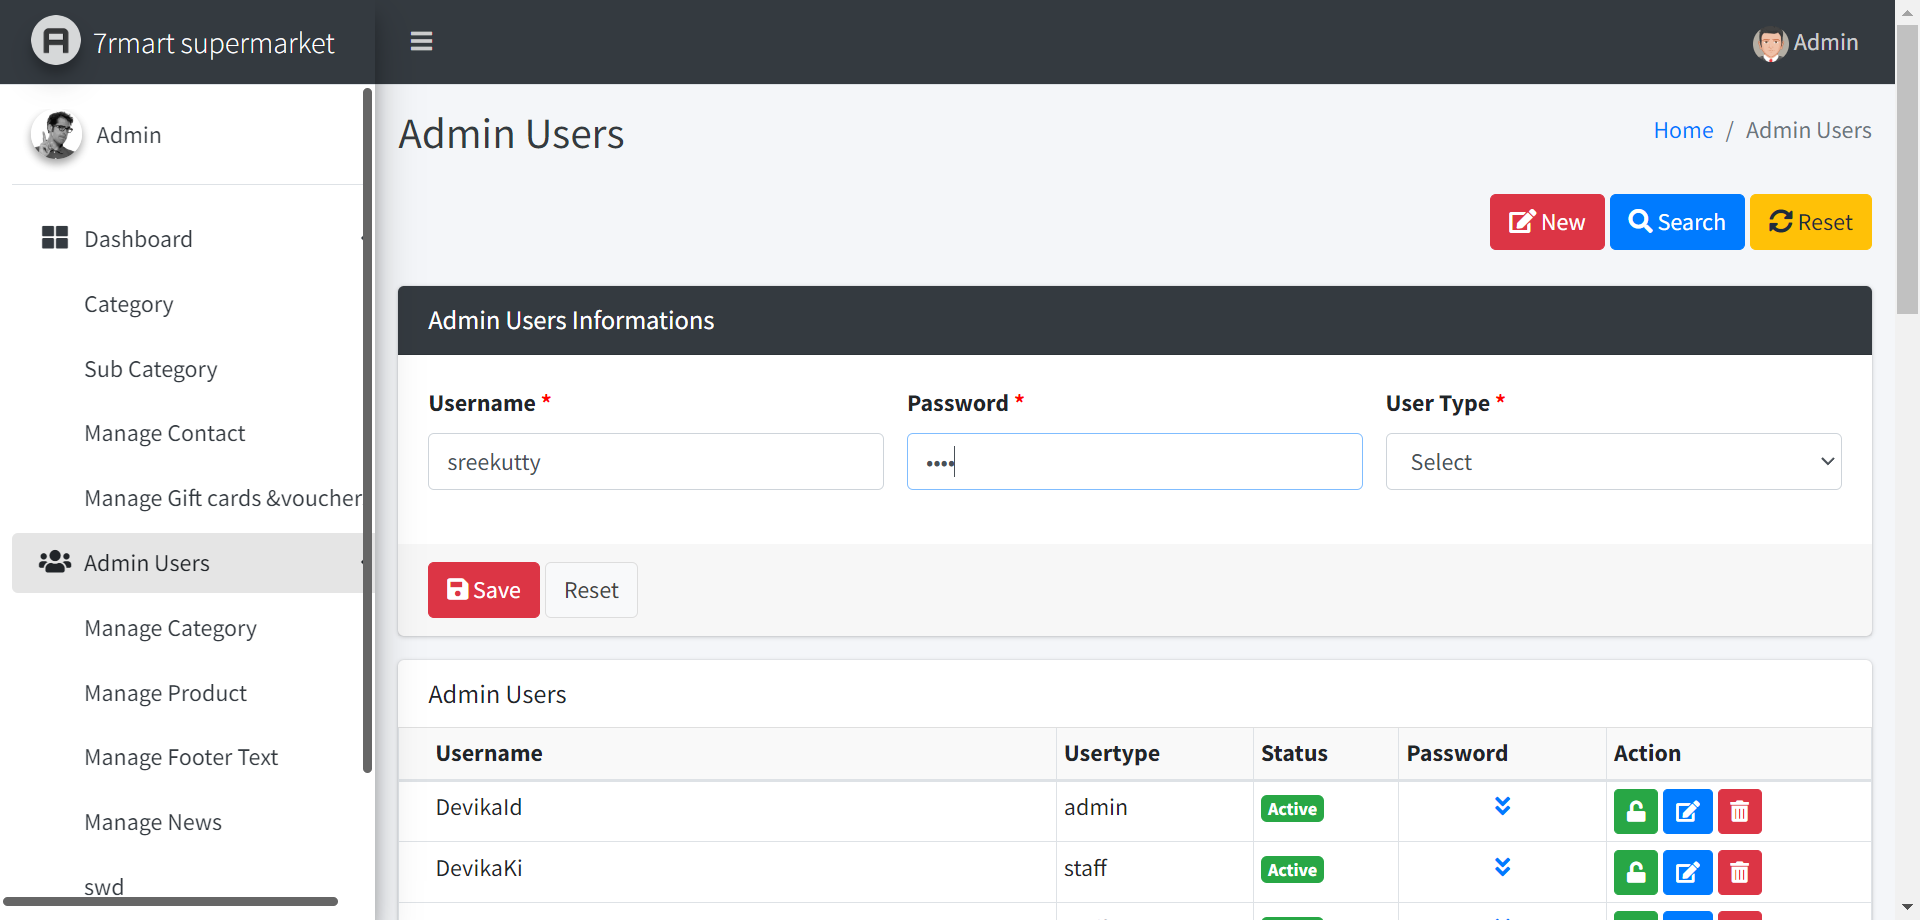 7rmart supermarket
Admin
Admin
Dashboard
Category
Sub Category
Manage Contact
Manage Gift cards &voucher
Admin Users
Manage Category
Manage Product
Manage Footer Text
Manage News
swd
Admin Users
Home / Admin Users
New Search Reset
Admin Users Informations
Username * Password * User Type *
sreekutty •••• Select
Save Reset
Admin Users
Username Usertype Status Password Action
DevikaId admin Active
DevikaKi staff Active